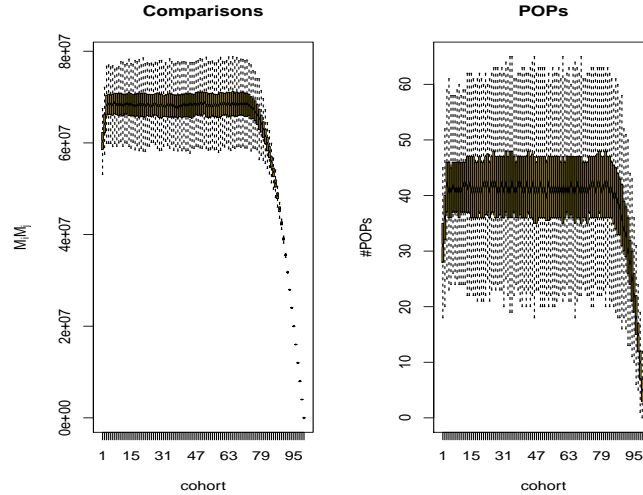 Comparisons
MiMj
0e+00 2e+07 4e+07 6e+07 8e+07
1 15 31 47 63 79 95
cohort
POPs
#POPs
0 10 20 30 40 50 60
1 15 31 47 63 79 95
cohort